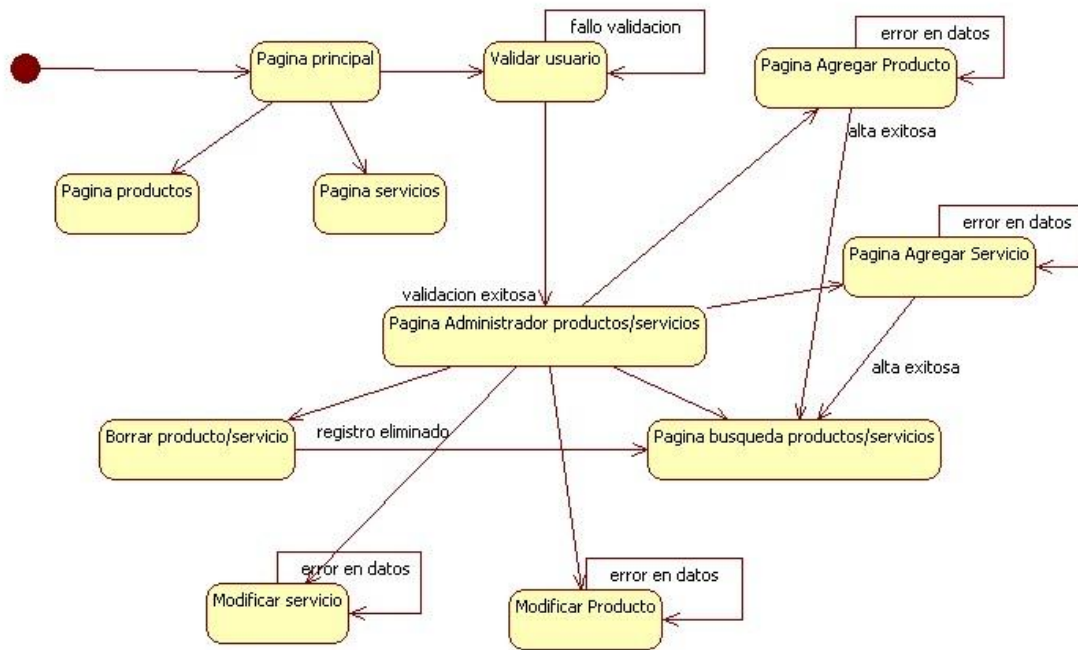 fallo validacion
error en datos
Pagina principal
Validar usuario
Pagina Agregar Producto
alta exitosa
Pagina productos
Pagina servicios
error en datos
Pagina Agregar Servicio
validacion exitosa
Pagina Administrador productos/servicios
alta exitosa
Borrar producto/servicio
registro eliminado
Pagina busqueda productos/servicios
error en datos
error en datos
Modificar servicio
Modificar Producto